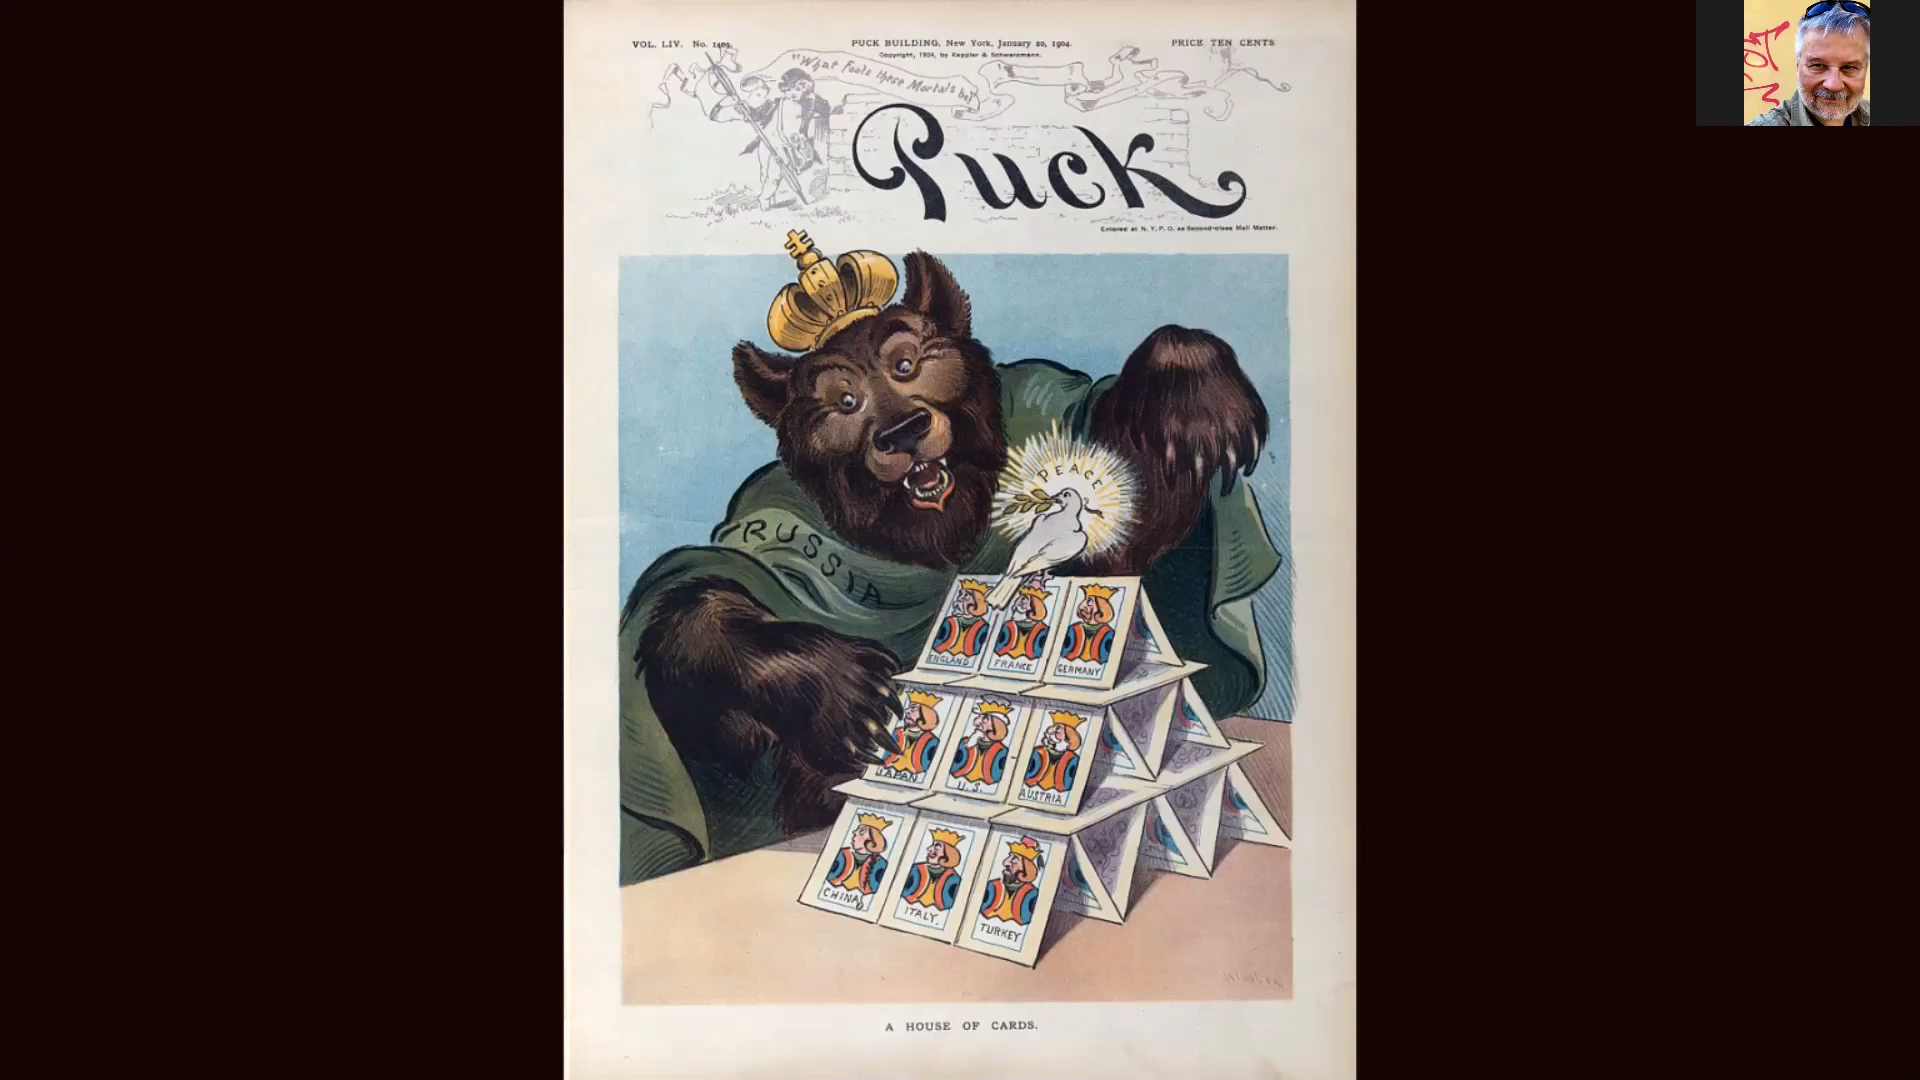 VOL. LIV. No. 1403.
PUCK BUILDING, New York, January 20, 1904.
PRICE TEN CENTS
Copyright, 1904, by Keppler & Schwarzmann.
"What Fools these Mortals be!"
Puck
Entered at N. Y. P. O. as Second-class Mail Matter.
PEACE
RUSSIA
ENGLAND
FRANCE
GERMANY
JAPAN
U.S.
AUSTRIA
CHINA
ITALY.
TURKEY
A HOUSE OF CARDS.